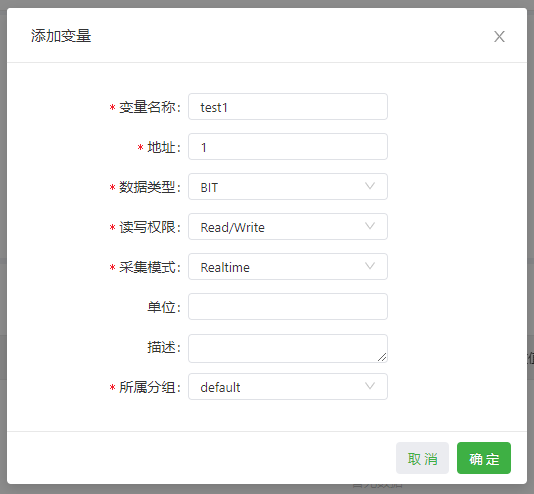 添加变量
* 变量名称: test1
* 地址: 1
* 数据类型: BIT
* 读写权限: Read/Write
* 采集模式: Realtime
单位:
描述:
* 所属分组: default
取 消 确 定